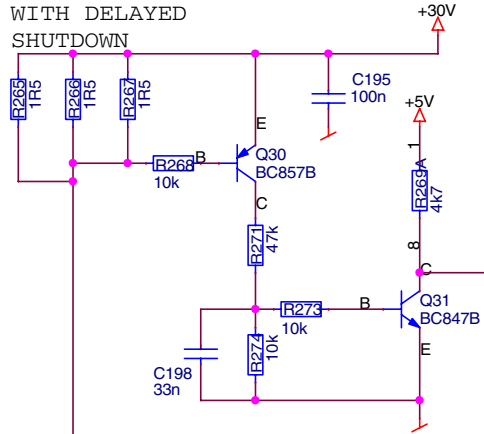 WITH DELAYED
SHUTDOWN
+30V
R265
1R5
R266
1R5
R267
1R5
C195
100n
+5V
E
1
R268
10k
B
Q30
BC857B
R269A
4k7
C
R271
47k
8
C
R273
10k
B
Q31
BC847B
R274
10k
C198
33n
E